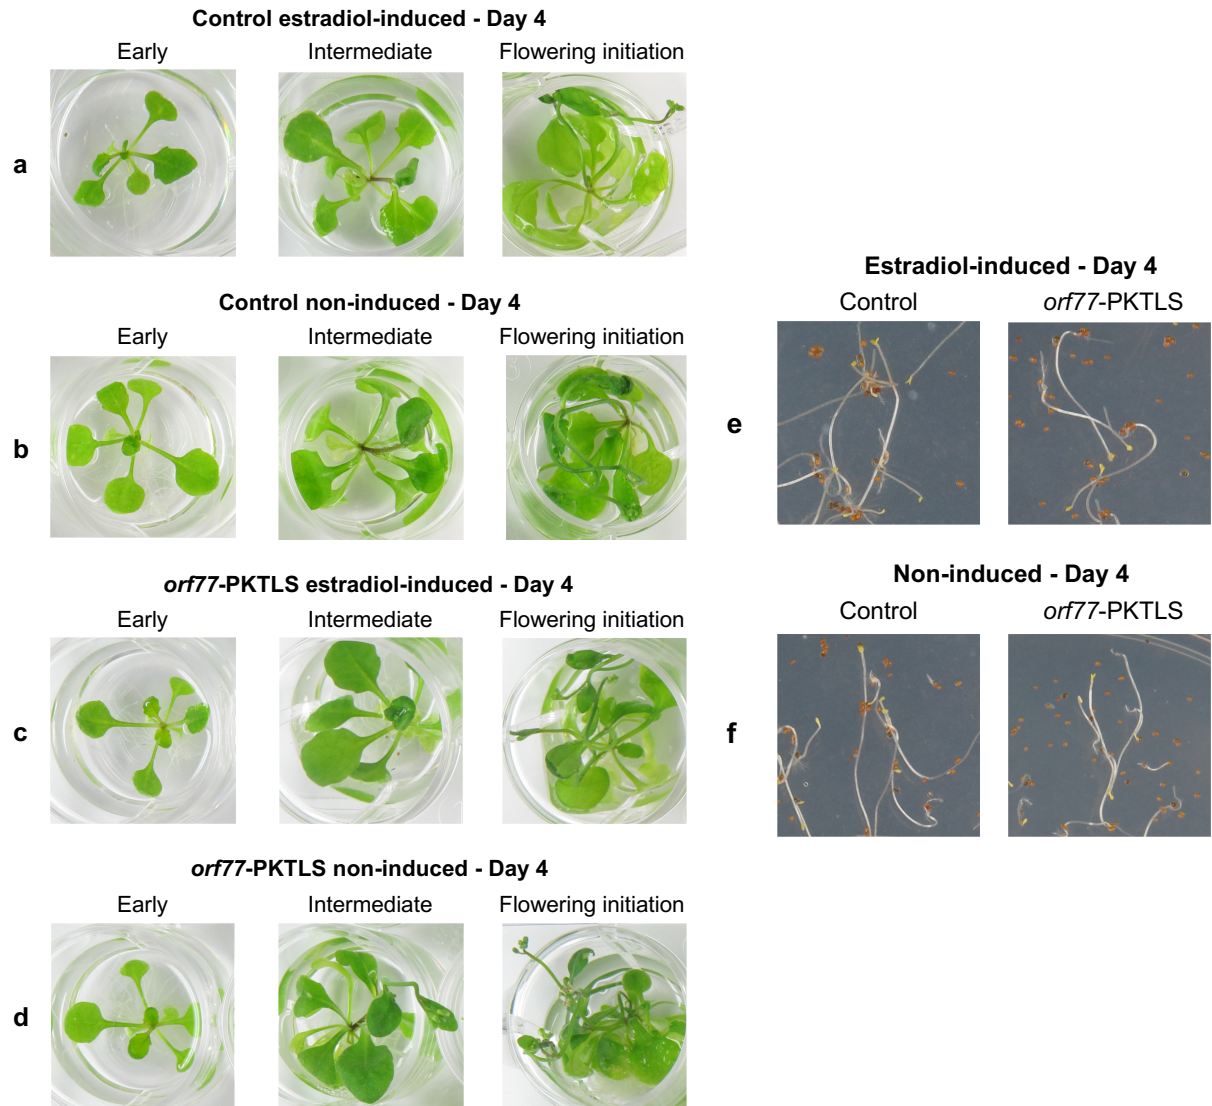 Control estradiol-induced - Day 4
Early Intermediate Flowering initiation
a
Control non-induced - Day 4
Early Intermediate Flowering initiation
b
orf77-PKTLS estradiol-induced - Day 4
Early Intermediate Flowering initiation
c
orf77-PKTLS non-induced - Day 4
Early Intermediate Flowering initiation
d
Estradiol-induced - Day 4
Control orf77-PKTLS
e
Non-induced - Day 4
Control orf77-PKTLS
f